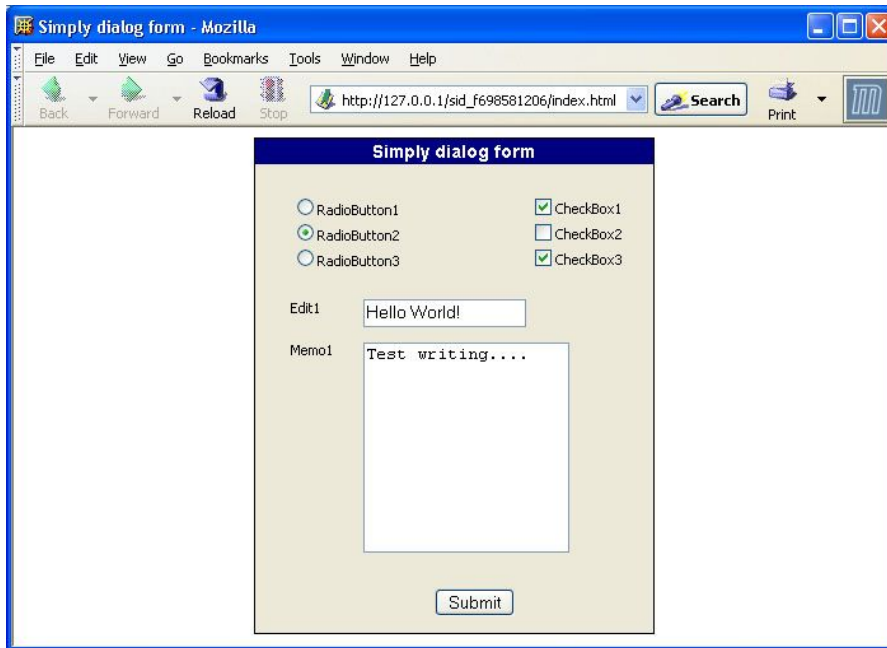 Simply dialog form - Mozilla
File Edit View Go Bookmarks Tools Window Help
Back Forward Reload Stop http://127.0.0.1/sid_f698581206/index.html Search Print
Simply dialog form
RadioButton1 CheckBox1
RadioButton2 CheckBox2
RadioButton3 CheckBox3
Edit1 Hello World!
Memo1 Test writing....
Submit